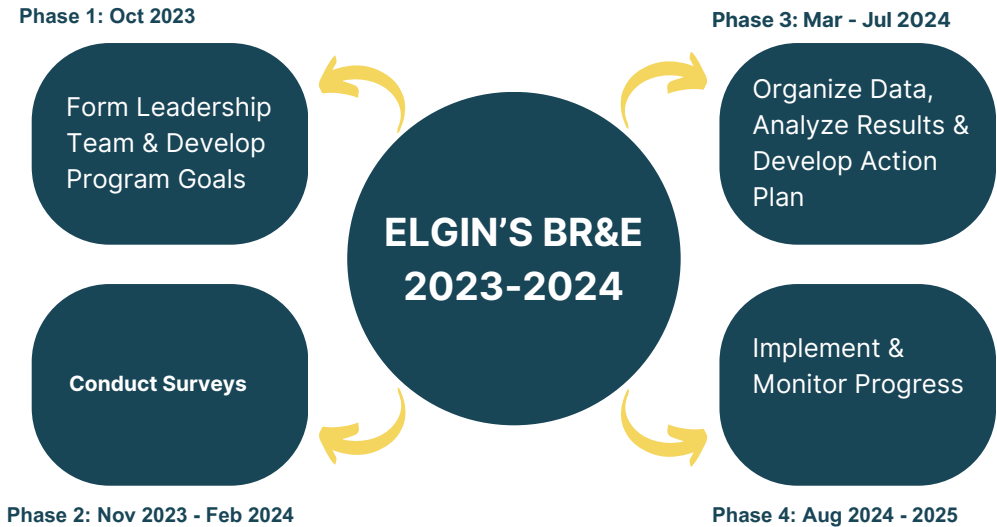 Phase 1: Oct 2023
Form Leadership
Team & Develop
Program Goals
Conduct Surveys
Phase 2: Nov 2023 - Feb 2024
ELGIN’S BR&E
2023-2024
Phase 3: Mar - Jul 2024
Organize Data,
Analyze Results &
Develop Action
Plan
Implement &
Monitor Progress
Phase 4: Aug 2024 - 2025